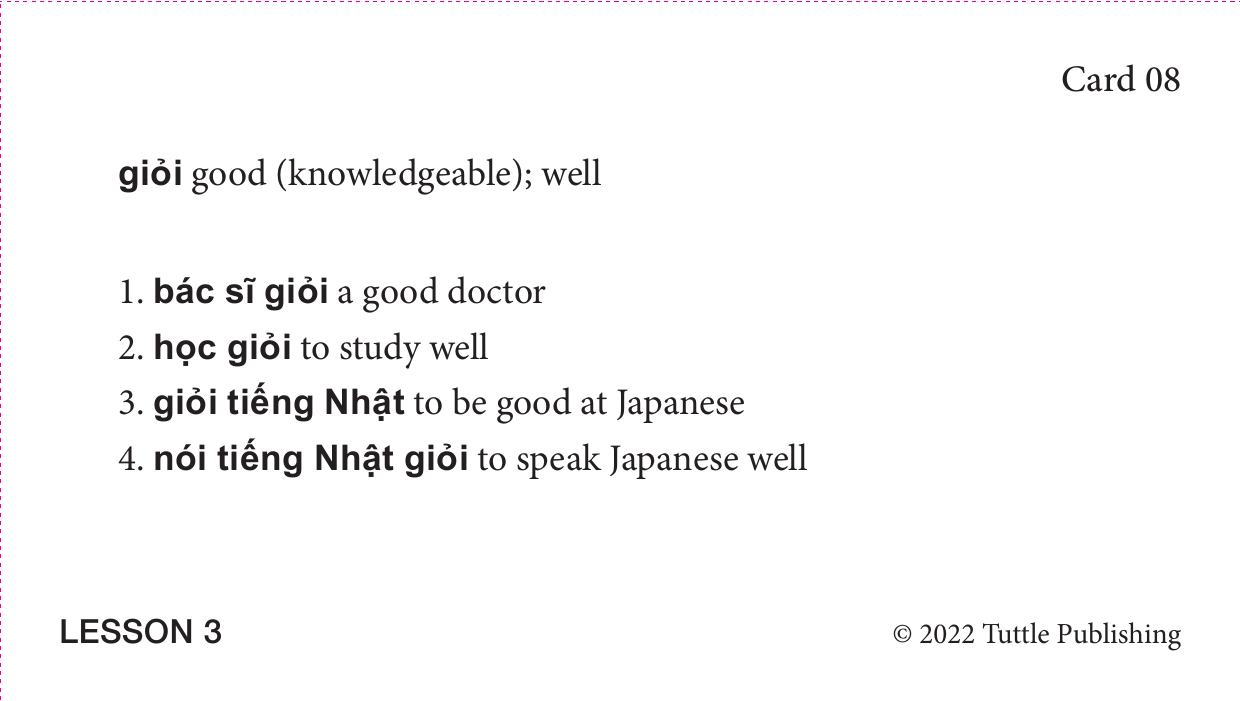 Card 08
giỏi good (knowledgeable); well
1. bác sĩ giỏi a good doctor
2. học giỏi to study well
3. giỏi tiếng Nhật to be good at Japanese
4. nói tiếng Nhật giỏi to speak Japanese well
LESSON 3
© 2022 Tuttle Publishing